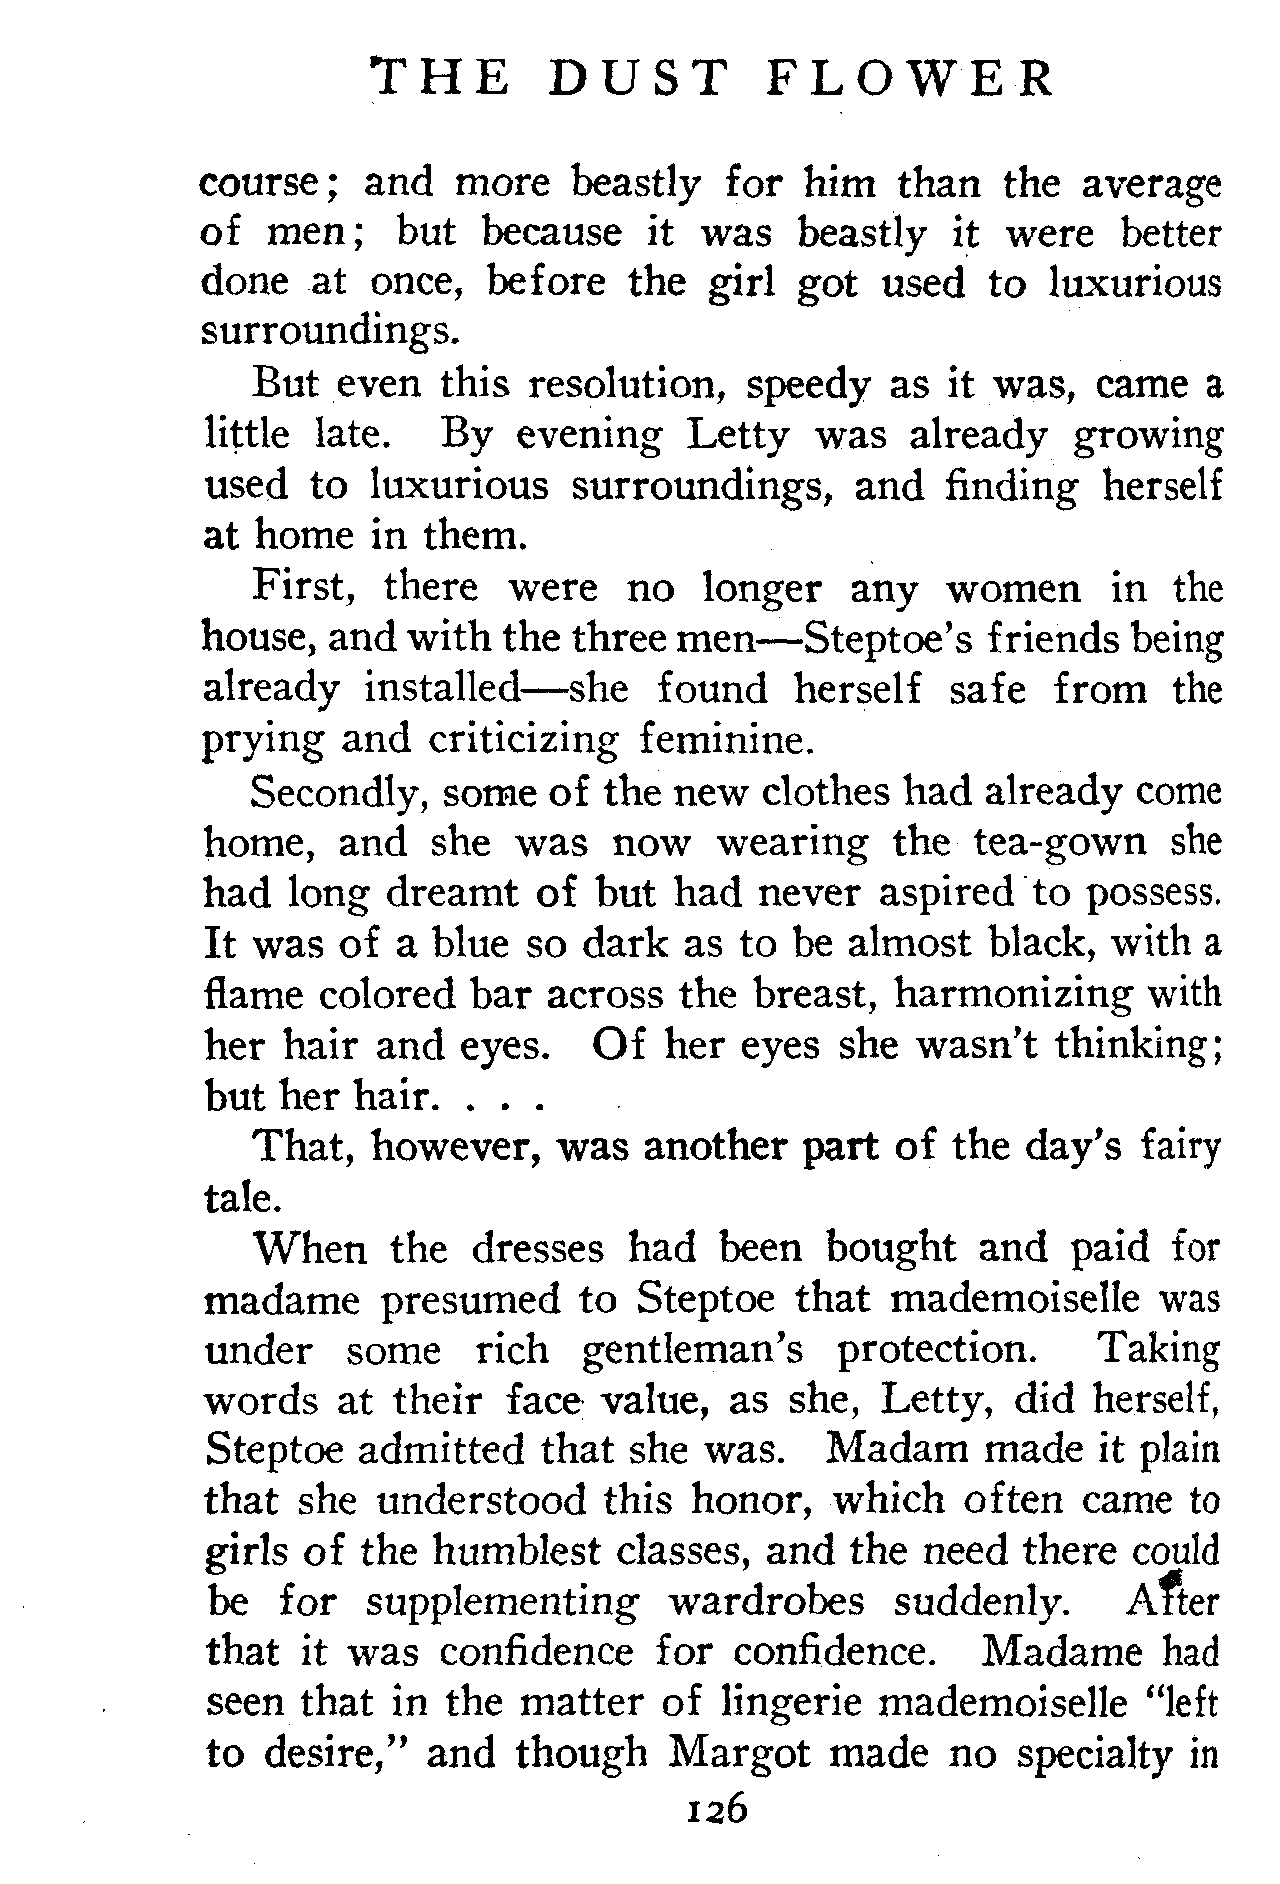 THE DUST FLOWER
course; and more beastly for him than the average
of men; but because it was beastly it were better
done at once, before the girl got used to luxurious
surroundings.
But even this resolution, speedy as it was, came a
little late. By evening Letty was already growing
used to luxurious surroundings, and finding herself
at home in them.
First, there were no longer any women in the
house, and with the three men—Steptoe's friends being
already installed—she found herself safe from the
prying and criticizing feminine.
Secondly, some of the new clothes had already come
home, and she was now wearing the tea-gown she
had long dreamt of but had never aspired to possess.
It was of a blue so dark as to be almost black, with a
flame colored bar across the breast, harmonizing with
her hair and eyes. Of her eyes she wasn't thinking;
but her hair. . . .
That, however, was another part of the day's fairy
tale.
When the dresses had been bought and paid for
madame presumed to Steptoe that mademoiselle was
under some rich gentleman's protection. Taking
words at their face value, as she, Letty, did herself,
Steptoe admitted that she was. Madam made it plain
that she understood this honor, which often came to
girls of the humblest classes, and the need there could
be for supplementing wardrobes suddenly. After
that it was confidence for confidence. Madame had
seen that in the matter of lingerie mademoiselle "left
to desire," and though Margot made no specialty in
126